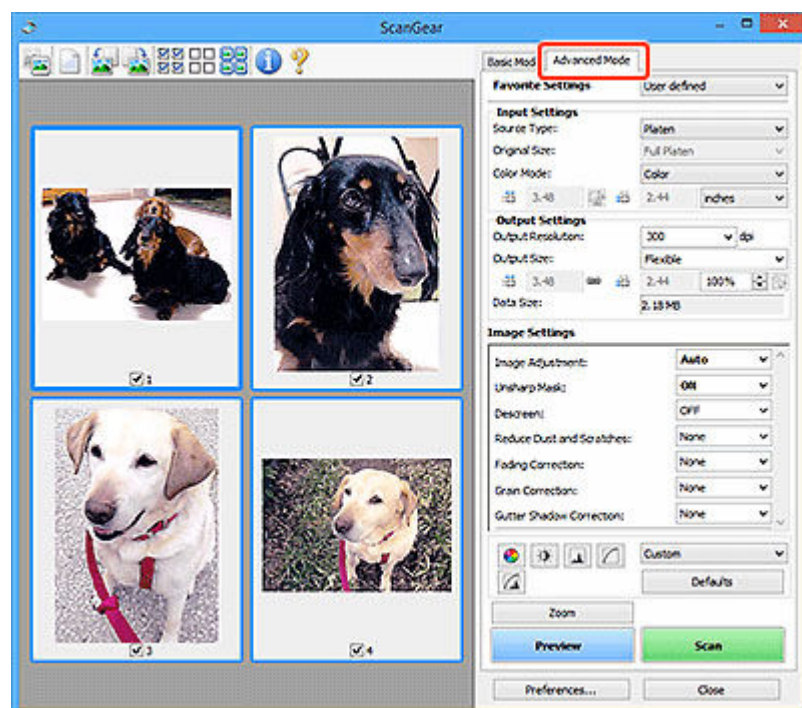 ScanGear
Basic Mod Advanced Mode
Favorite Settings User defined
Input Settings
Source Type: Platen
Original Size: Full Platen
Color Mode: Color
3.48 2.44 inches
Output Settings
Output Resolution: 300 dpi
Output Size: Flexible
3.48 2.44 100%
Data Size: 2.18 MB
Image Settings
Image Adjustment: Auto
Unsharp Mask: ON
Descreen: OFF
Reduce Dust and Scratches: None
Fading Correction: None
Grain Correction: None
Gutter Shadow Correction: None
Custom
Defaults
Zoom
Preview Scan
Preferences... Close
1
2
3
4